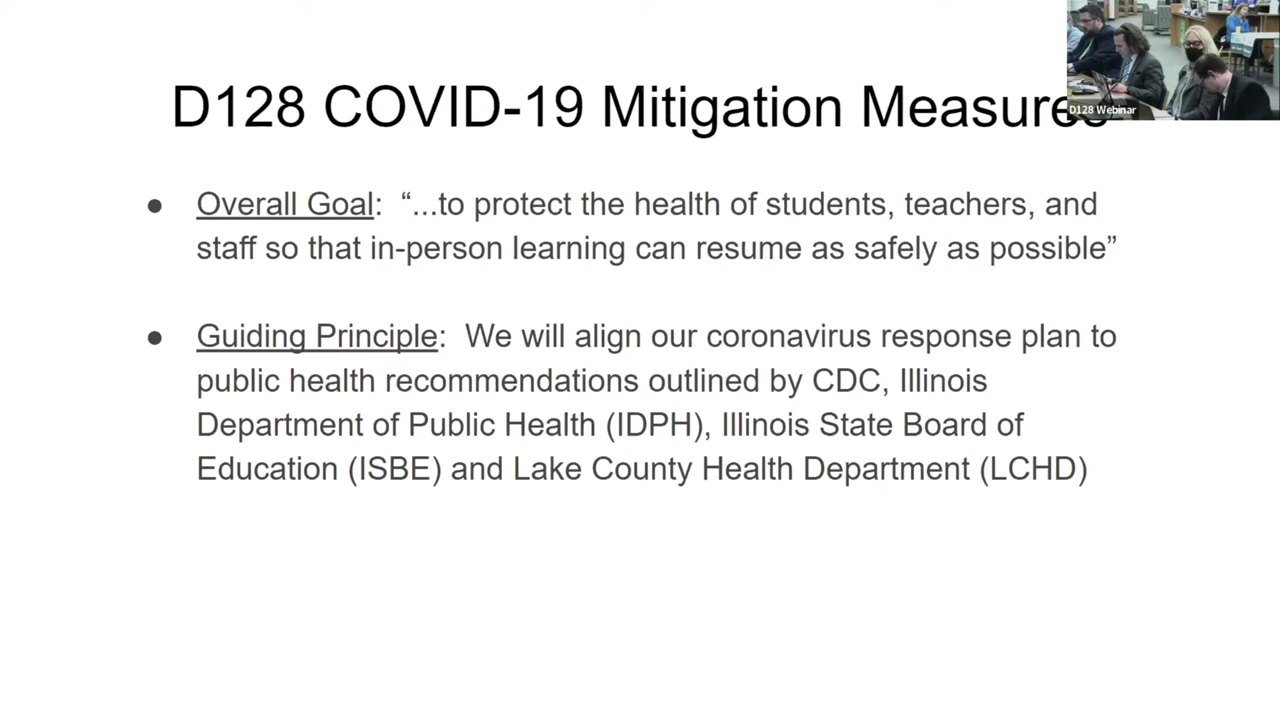 D128 COVID-19 Mitigation Measures
D128 Webinar
● Overall Goal: “...to protect the health of students, teachers, and
staff so that in-person learning can resume as safely as possible”
● Guiding Principle: We will align our coronavirus response plan to
public health recommendations outlined by CDC, Illinois
Department of Public Health (IDPH), Illinois State Board of
Education (ISBE) and Lake County Health Department (LCHD)